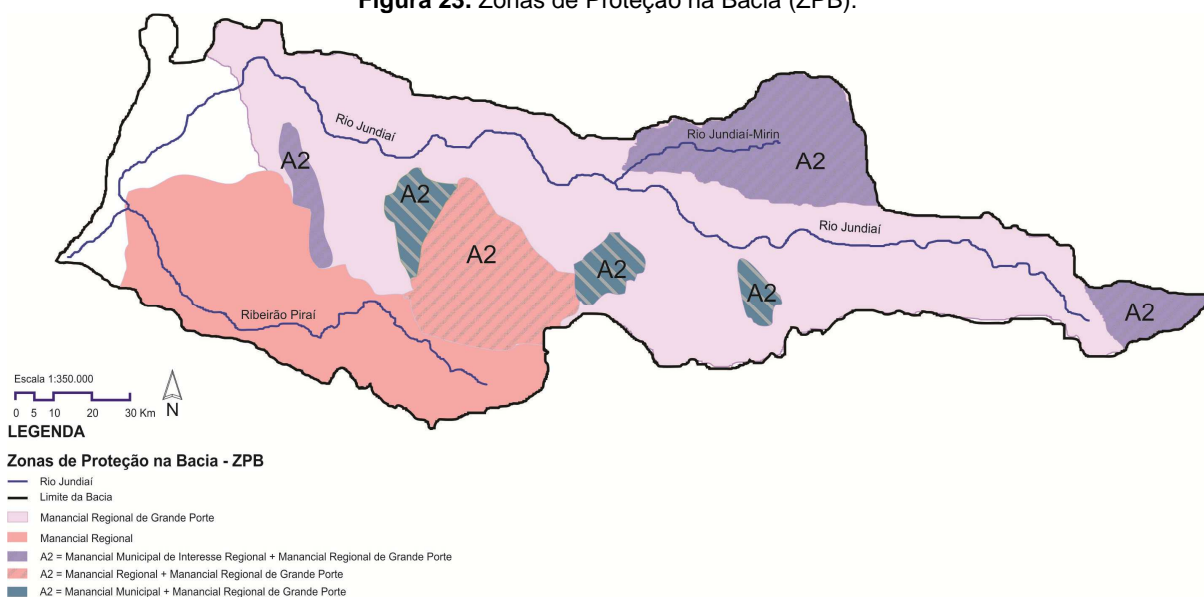 Figura 23. Zonas de Proteção na Bacia (ZPB).
Rio Jundiaí
Rio Jundiaí-Mirin
A2
A2
A2
A2
Rio Jundiaí
A2
A2
A2
Ribeirão Piraí
Escala 1:350.000
0 5 10 20 30 Km
N
LEGENDA
Zonas de Proteção na Bacia - ZPB
Rio Jundiaí
Limite da Bacia
Manancial Regional de Grande Porte
Manancial Regional
A2 = Manancial Municipal de Interesse Regional + Manancial Regional de Grande Porte
A2 = Manancial Regional + Manancial Regional de Grande Porte
A2 = Manancial Municipal + Manancial Regional de Grande Porte